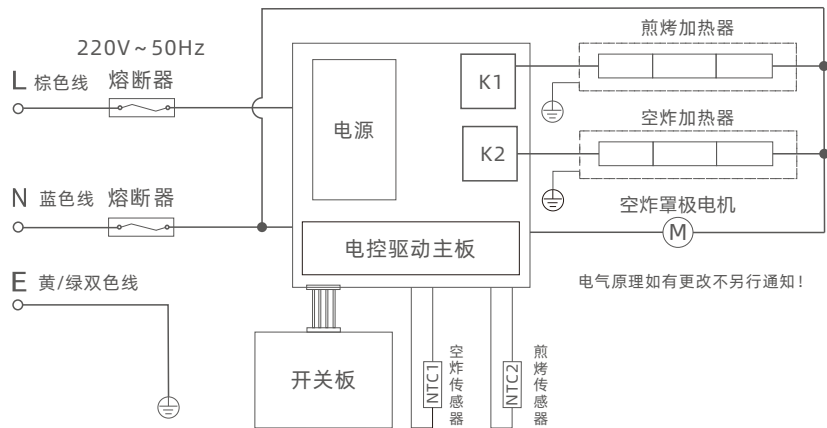 220V～50Hz
L 棕色线 熔断器
N 蓝色线 熔断器
E 黄/绿双色线
电源
K1
K2
电控驱动主板
开关板
NTC1
空炸传感器
NTC2
煎烤传感器
煎烤加热器
空炸加热器
空炸罩极电机
M
电气原理如有更改不另行通知！